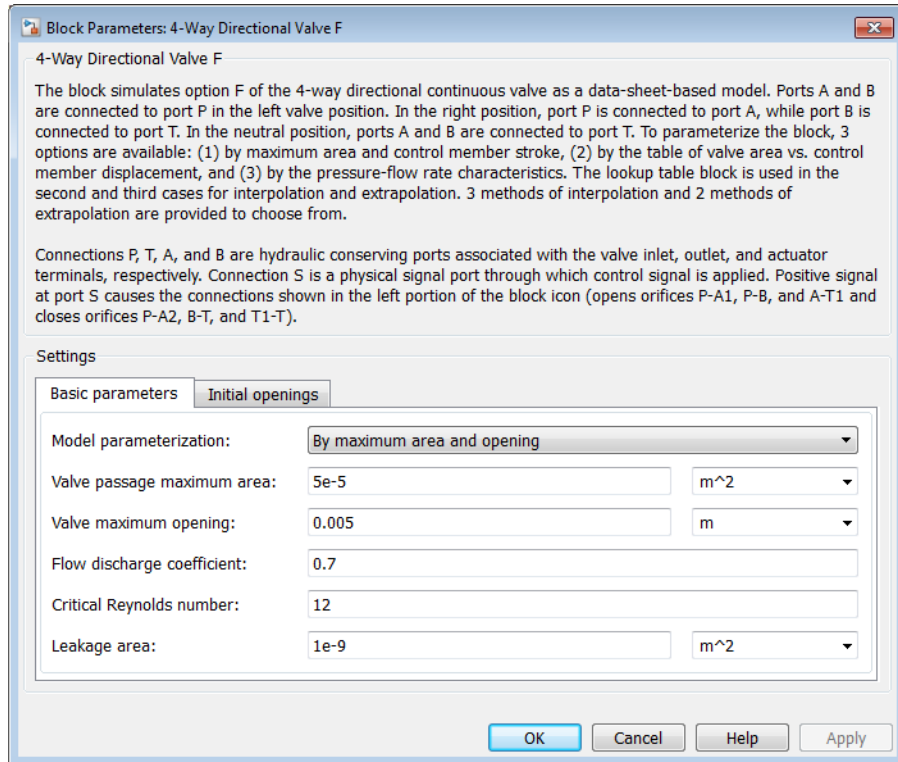 Block Parameters: 4-Way Directional Valve F
4-Way Directional Valve F
The block simulates option F of the 4-way directional continuous valve as a data-sheet-based model. Ports A and B
are connected to port P in the left valve position. In the right position, port P is connected to port A, while port B is
connected to port T. In the neutral position, ports A and B are connected to port T. To parameterize the block, 3
options are available: (1) by maximum area and control member stroke, (2) by the table of valve area vs. control
member displacement, and (3) by the pressure-flow rate characteristics. The lookup table block is used in the
second and third cases for interpolation and extrapolation. 3 methods of interpolation and 2 methods of
extrapolation are provided to choose from.
Connections P, T, A, and B are hydraulic conserving ports associated with the valve inlet, outlet, and actuator
terminals, respectively. Connection S is a physical signal port through which control signal is applied. Positive signal
at port S causes the connections shown in the left portion of the block icon (opens orifices P-A1, P-B, and A-T1 and
closes orifices P-A2, B-T, and T1-T).
Settings
Basic parameters Initial openings
Model parameterization: By maximum area and opening
Valve passage maximum area: 5e-5 m^2
Valve maximum opening: 0.005 m
Flow discharge coefficient: 0.7
Critical Reynolds number: 12
Leakage area: 1e-9 m^2
OK Cancel Help Apply